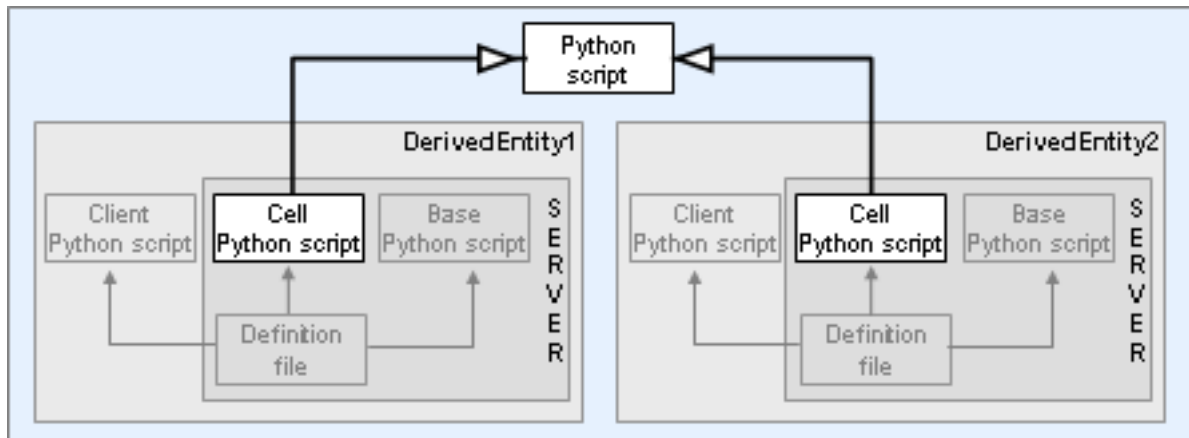 Python
script
DerivedEntity1
Client
Python script
Cell
Python script
Base
Python script
Definition
file
S
E
R
V
E
R
DerivedEntity2
Client
Python script
Cell
Python script
Base
Python script
Definition
file
S
E
R
V
E
R